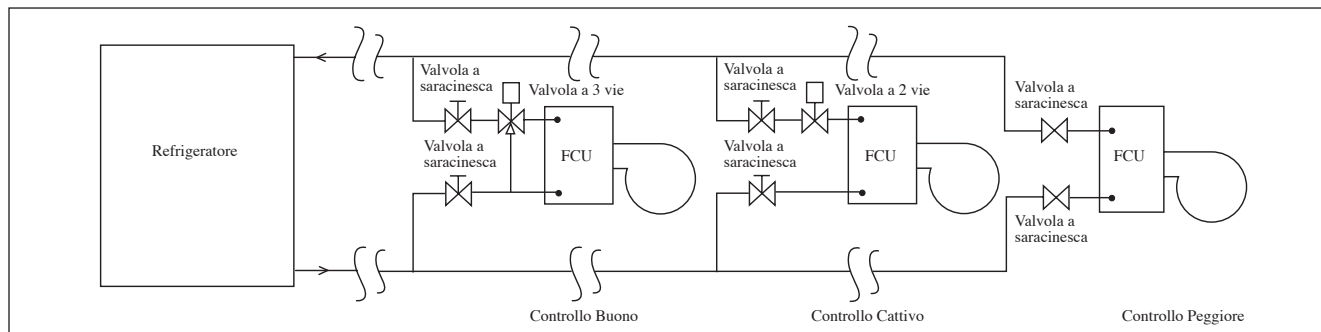 Refrigeratore
Valvola a
saracinesca
Valvola a 3 vie
Valvola a
saracinesca
FCU
Valvola a
saracinesca
Valvola a 2 vie
Valvola a
saracinesca
FCU
Valvola a
saracinesca
FCU
Valvola a
saracinesca
Controllo Buono
Controllo Cattivo
Controllo Peggiore